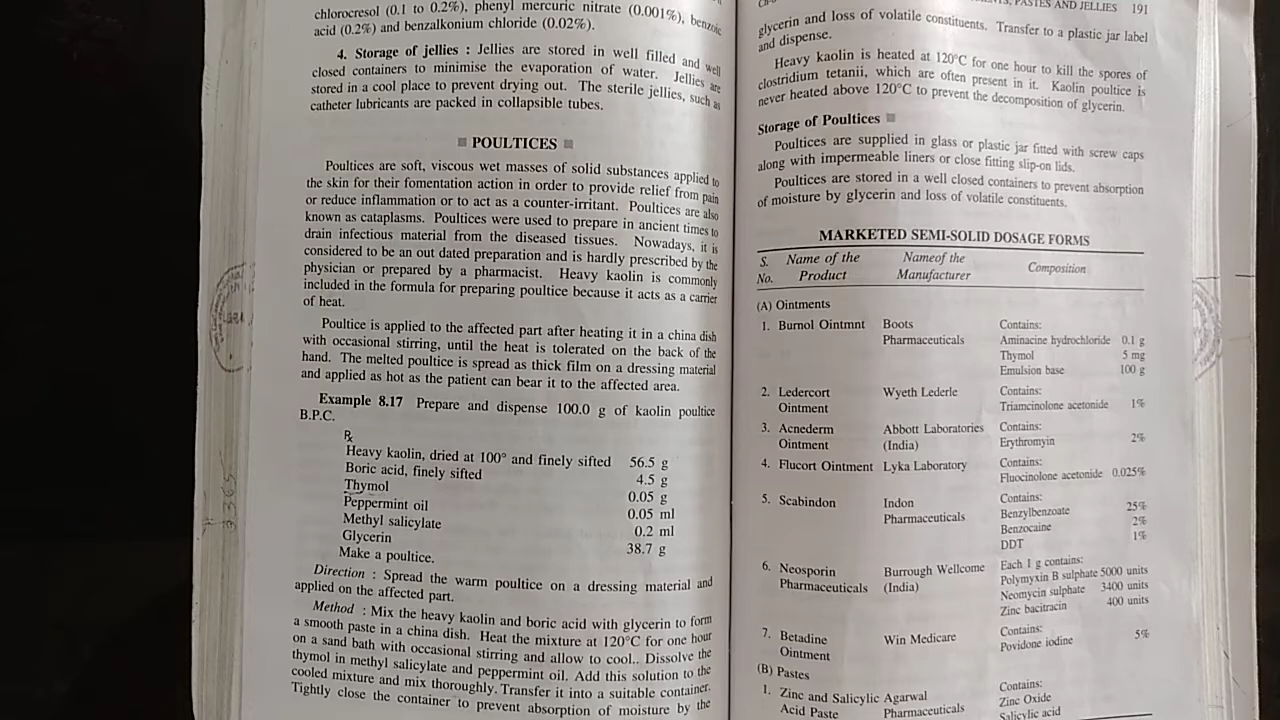 chlorocresol (0.1 to 0.2%), phenyl mercuric nitrate (0.001%), benzoic
acid (0.2%) and benzalkonium chloride (0.02%).
4. Storage of jellies : Jellies are stored in well filled and well
closed containers to minimise the evaporation of water. Jellies are
stored in a cool place to prevent drying out. The sterile jellies, such as
catheter lubricants are packed in collapsible tubes.
POULTICES
Poultices are soft, viscous wet masses of solid substances applied to
the skin for their fomentation action in order to provide relief from pain
or reduce inflammation or to act as a counter-irritant. Poultices are also
known as cataplasms. Poultices were used to prepare in ancient times to
drain infectious material from the diseased tissues. Nowadays, it is
considered to be an out dated preparation and is hardly prescribed by the
physician or prepared by a pharmacist. Heavy kaolin is commonly
included in the formula for preparing poultice because it acts as a carrier
of heat.
Poultice is applied to the affected part after heating it in a china dish
with occasional stirring, until the heat is tolerated on the back of the
hand. The melted poultice is spread as thick film on a dressing material
and applied as hot as the patient can bear it to the affected area.
Example 8.17 Prepare and dispense 100.0 g of kaolin poultice
B.P.C.
℞
Heavy kaolin, dried at 100° and finely sifted 56.5 g
Boric acid, finely sifted 4.5 g
Thymol 0.05 g
Peppermint oil 0.05 ml
Methyl salicylate 0.2 ml
Glycerin 38.7 g
Make a poultice.
Direction : Spread the warm poultice on a dressing material and
applied on the affected part.
Method : Mix the heavy kaolin and boric acid with glycerin to form
a smooth paste in a china dish. Heat the mixture at 120°C for one hour
on a sand bath with occasional stirring and allow to cool.. Dissolve the
thymol in methyl salicylate and peppermint oil. Add this solution to the
cooled mixture and mix thoroughly. Transfer it into a suitable container.
Tightly close the container to prevent absorption of moisture by the
3365
PASTES AND JELLIES 191
glycerin and loss of volatile constituents. Transfer to a plastic jar label
and dispense.
Heavy kaolin is heated at 120°C for one hour to kill the spores of
clostridium tetanii, which are often present in it. Kaolin poultice is
never heated above 120°C to prevent the decomposition of glycerin.
Storage of Poultices
Poultices are supplied in glass or plastic jar fitted with screw caps
along with impermeable liners or close fitting slip-on lids.
Poultices are stored in a well closed containers to prevent absorption
of moisture by glycerin and loss of volatile constituents.
MARKETED SEMI-SOLID DOSAGE FORMS
S. Name of the Nameof the Composition
No. Product Manufacturer
(A) Ointments
1. Burnol Ointmnt Boots Contains:
Pharmaceuticals Aminacine hydrochloride 0.1 g
Thymol 5 mg
Emulsion base 100 g
2. Ledercort Wyeth Lederle Contains:
Ointment Triamcinolone acetonide 1%
3. Acnederm Abbott Laboratories Contains:
Ointment (India) Erythromyin 2%
4. Flucort Ointment Lyka Laboratory Contains:
Fluocinolone acetonide 0.025%
5. Scabindon Indon Contains:
Pharmaceuticals Benzylbenzoate 25%
Benzocaine 2%
DDT 1%
6. Neosporin Burrough Wellcome Each 1 g contains:
Pharmaceuticals (India) Polymyxin B sulphate 5000 units
Neomycin sulphate 3400 units
Zinc bacitracin 400 units
7. Betadine Win Medicare Contains:
Ointment Povidone iodine 5%
(B) Pastes
1. Zinc and Salicylic Agarwal Contains:
Acid Paste Pharmaceuticals Zinc Oxide
Salicylic acid